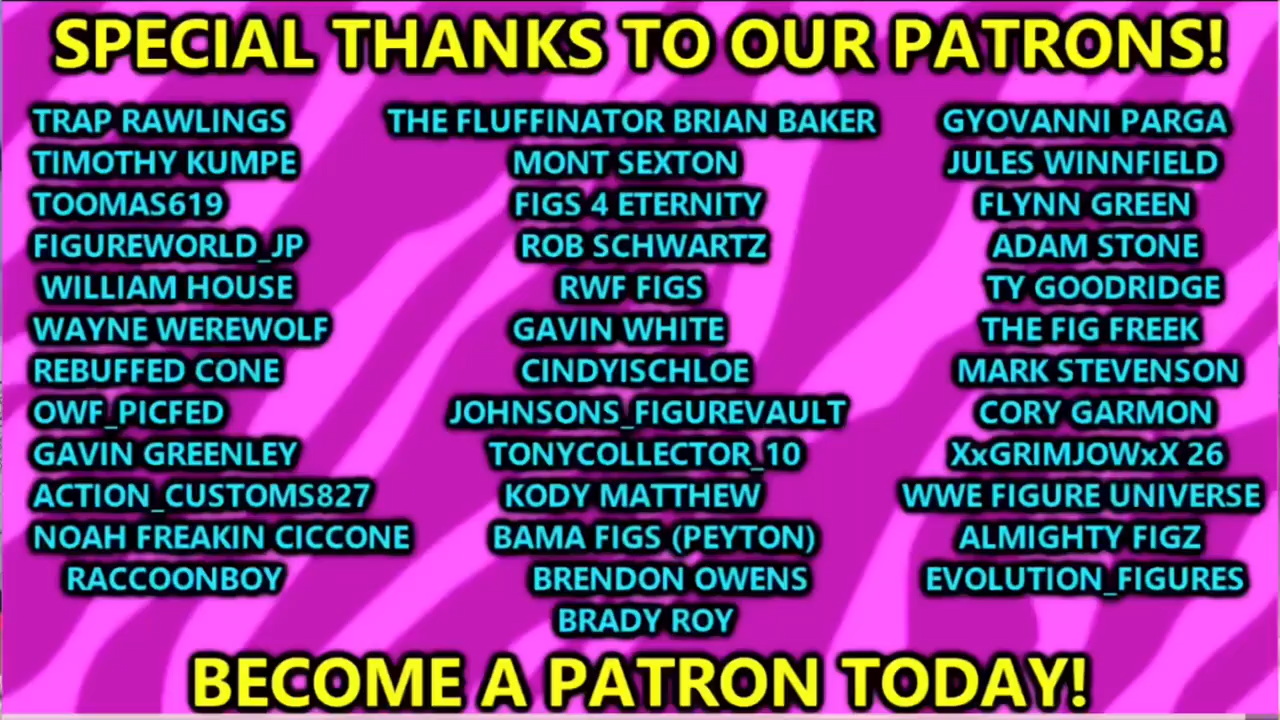 SPECIAL THANKS TO OUR PATRONS!
TRAP RAWLINGS
TIMOTHY KUMPE
TOOMAS619
FIGUREWORLD_JP
WILLIAM HOUSE
WAYNE WEREWOLF
REBUFFED CONE
OWF_PICFED
GAVIN GREENLEY
ACTION_CUSTOMS827
NOAH FREAKIN CICCONE
RACCOONBOY
THE FLUFFINATOR BRIAN BAKER
MONT SEXTON
FIGS 4 ETERNITY
ROB SCHWARTZ
RWF FIGS
GAVIN WHITE
CINDYISCHLOE
JOHNSONS_FIGUREVAULT
TONYCOLLECTOR_10
KODY MATTHEW
BAMA FIGS (PEYTON)
BRENDON OWENS
BRADY ROY
GYOVANNI PARGA
JULES WINNFIELD
FLYNN GREEN
ADAM STONE
TY GOODRIDGE
THE FIG FREEK
MARK STEVENSON
CORY GARMON
XxGRIMJOWxX 26
WWE FIGURE UNIVERSE
ALMIGHTY FIGZ
EVOLUTION_FIGURES
BECOME A PATRON TODAY!